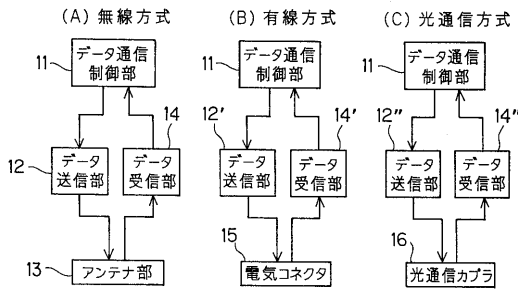 (A) 無線方式
(B) 有線方式
(C) 光通信方式
11
データ通信
制御部
11
データ通信
制御部
11
データ通信
制御部
12
データ
送信部
14
データ
受信部
12'
データ
送信部
14'
データ
受信部
12"
データ
送信部
14"
データ
受信部
13
アンテナ部
15
電気コネクタ
16
光通信カプラ